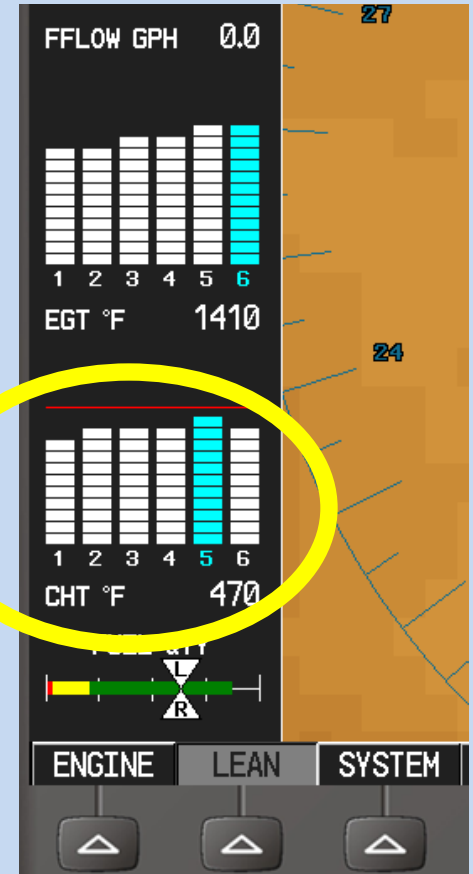 FFLOW GPH 0.0
27
1 2 3 4 5 6
EGT °F 1410
24
1 2 3 4 5 6
CHT °F 470
FUEL QTY
L
R
ENGINE LEAN SYSTEM